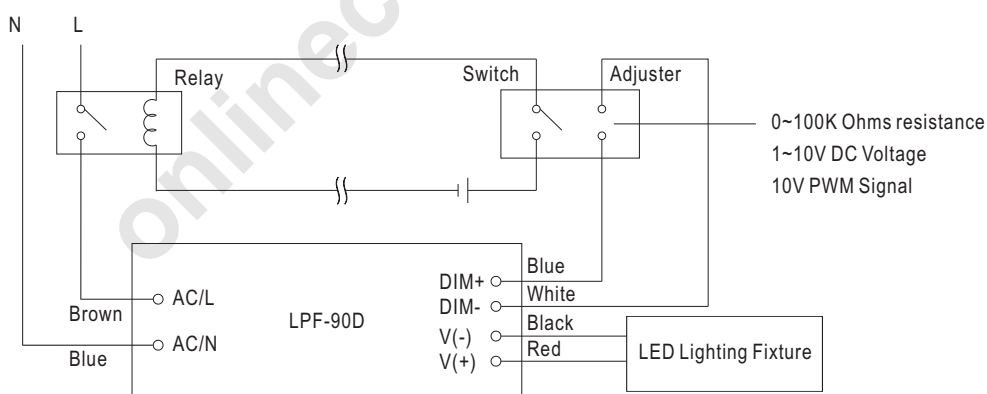 N
L
Relay
Switch
Adjuster
0~100K Ohms resistance
1~10V DC Voltage
10V PWM Signal
AC/L
Brown
AC/N
Blue
LPF-90D
DIM+
Blue
DIM-
White
V(-)
Black
V(+)
Red
LED Lighting Fixture
onlinec